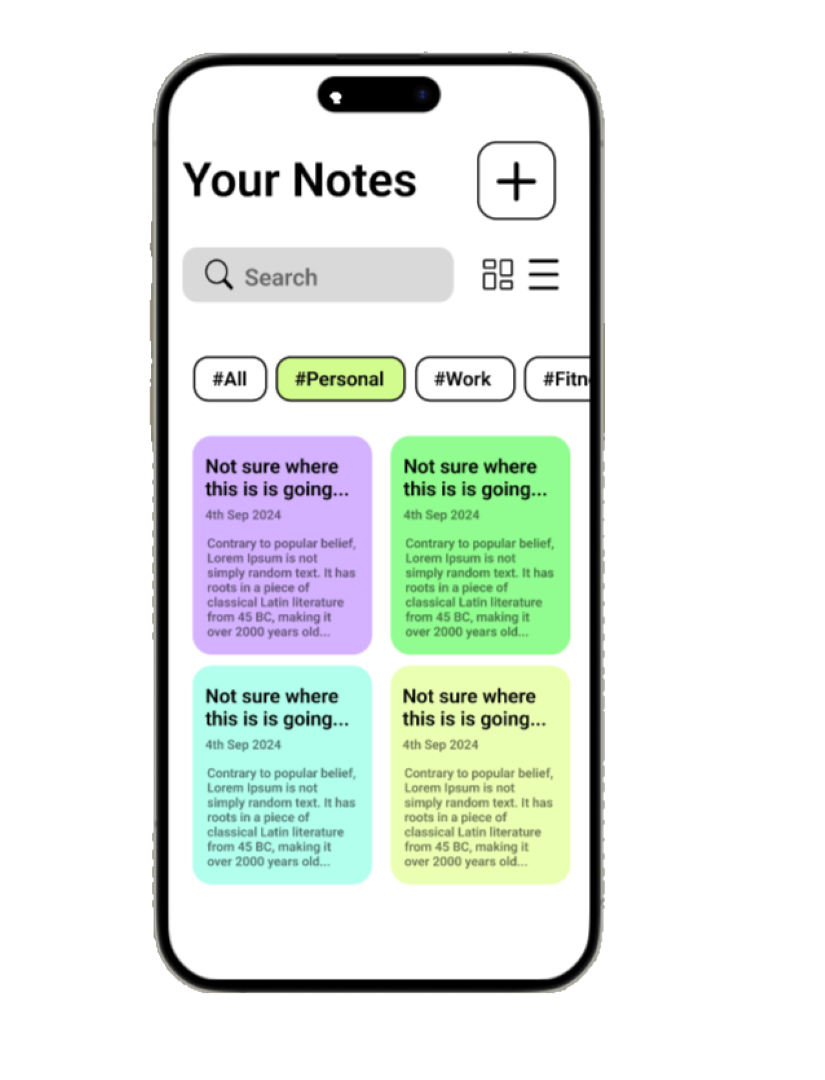 Your Notes
Search
#All #Personal #Work #Fitn
Not sure where
this is is going...
4th Sep 2024
Contrary to popular belief,
Lorem Ipsum is not
simply random text. It has
roots in a piece of
classical Latin literature
from 45 BC, making it
over 2000 years old...
Not sure where
this is is going...
4th Sep 2024
Contrary to popular belief,
Lorem Ipsum is not
simply random text. It has
roots in a piece of
classical Latin literature
from 45 BC, making it
over 2000 years old...
Not sure where
this is is going...
4th Sep 2024
Contrary to popular belief,
Lorem Ipsum is not
simply random text. It has
roots in a piece of
classical Latin literature
from 45 BC, making it
over 2000 years old...
Not sure where
this is is going...
4th Sep 2024
Contrary to popular belief,
Lorem Ipsum is not
simply random text. It has
roots in a piece of
classical Latin literature
from 45 BC, making it
over 2000 years old...